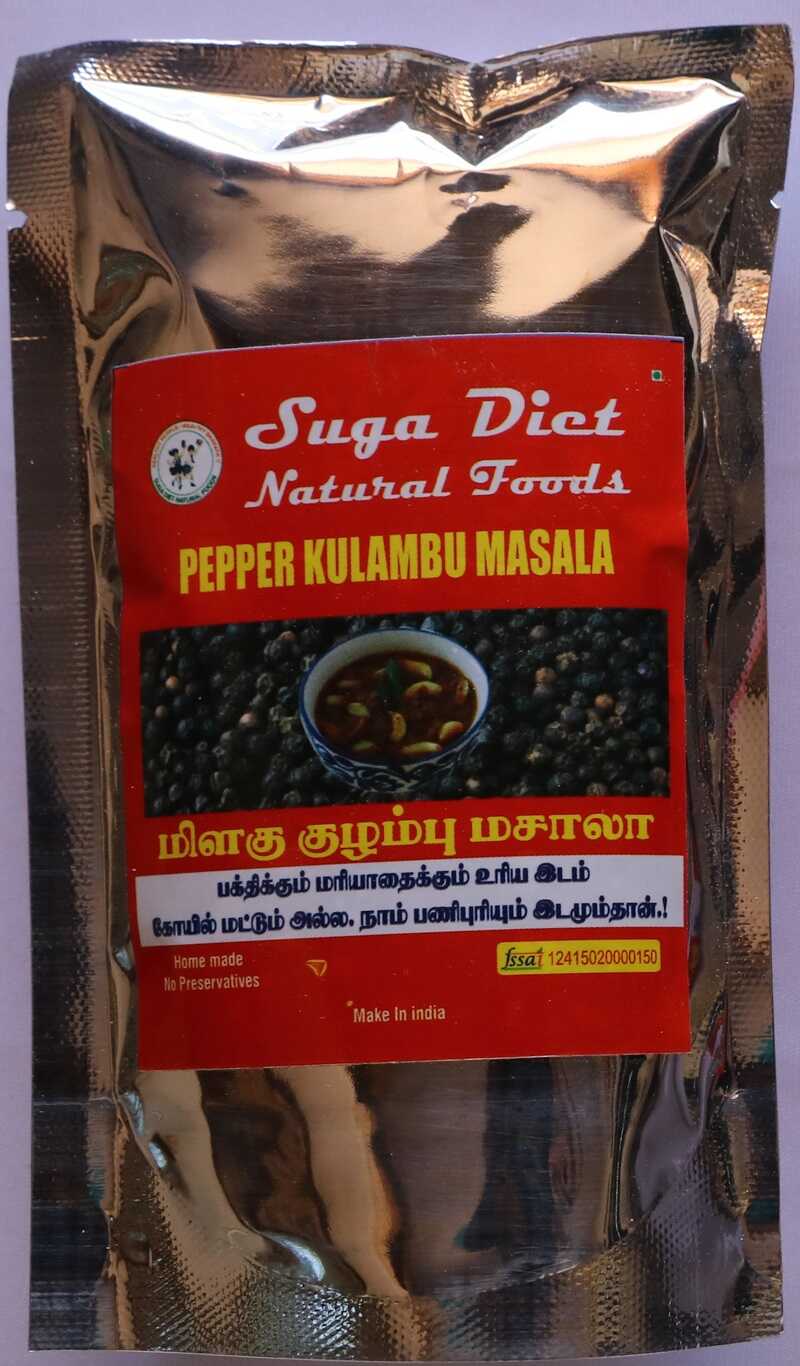 Suga Diet
Natural Foods
PEPPER KULAMBU MASALA
மிளகு குழம்பு மசாலா
பக்திக்கும் மரியாதைக்கும் உரிய இடம்
கோயில் மட்டும் அல்ல, நாம் பணிபுரியும் இடமும்தான்.!
Home made
No Preservatives
fssai 12415020000150
*Make In india